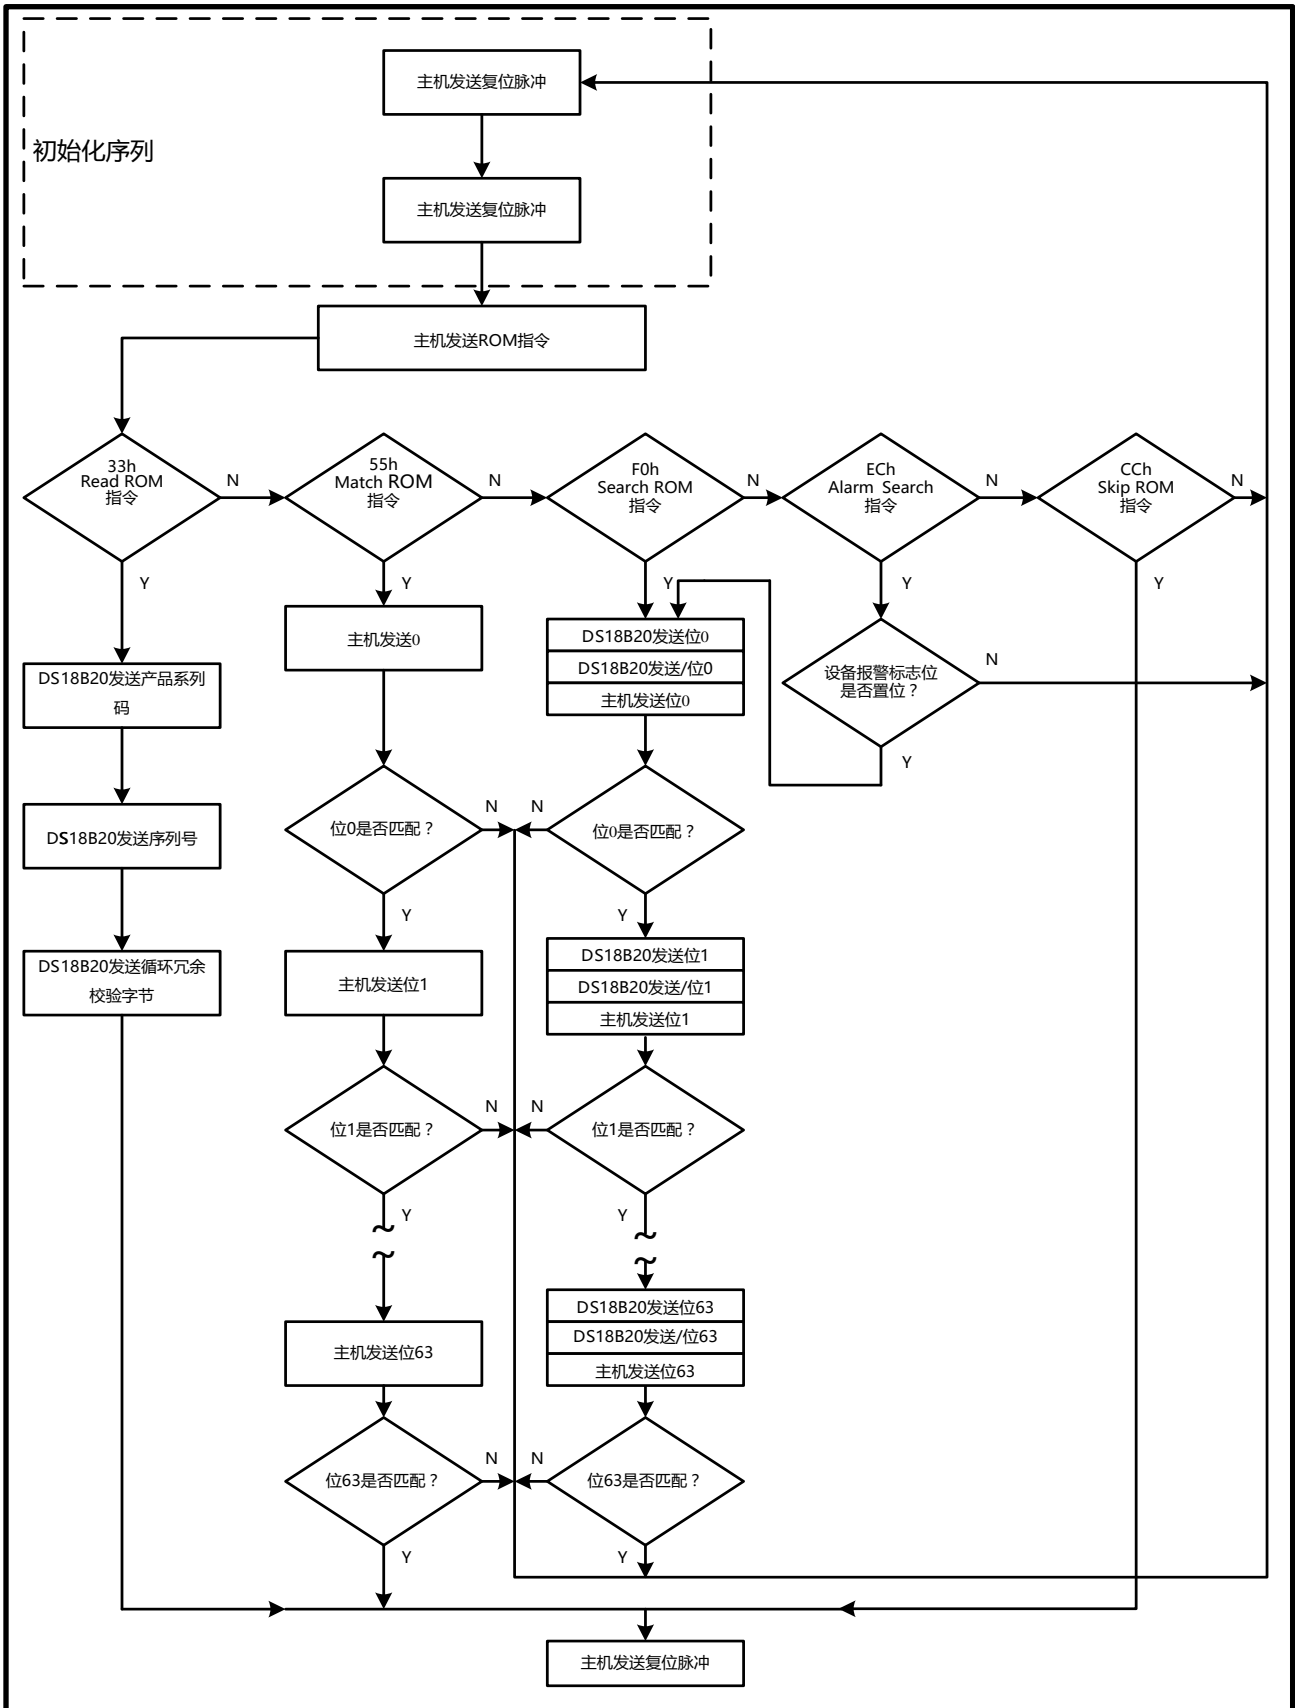 主机发送复位脉冲
初始化序列
主机发送复位脉冲
主机发送ROM指令
33h
Read ROM
指令
N
55h
Match ROM
指令
N
F0h
Search ROM
指令
N
ECh
Alarm Search
指令
N
CCh
Skip ROM
指令
N
Y
Y
Y
Y
Y
主机发送0
DS18B20发送位0
DS18B20发送/位0
主机发送位0
设备报警标志位
是否置位？
N
Y
DS18B20发送产品系列
码
DS18B20发送序列号
位0是否匹配？
N
N
位0是否匹配？
Y
Y
DS18B20发送循环冗余
校验字节
主机发送位1
DS18B20发送位1
DS18B20发送/位1
主机发送位1
位1是否匹配？
N
N
位1是否匹配？
Y
Y
~
~
~
~
主机发送位63
DS18B20发送位63
DS18B20发送/位63
主机发送位63
位63是否匹配？
N
N
位63是否匹配？
Y
Y
主机发送复位脉冲